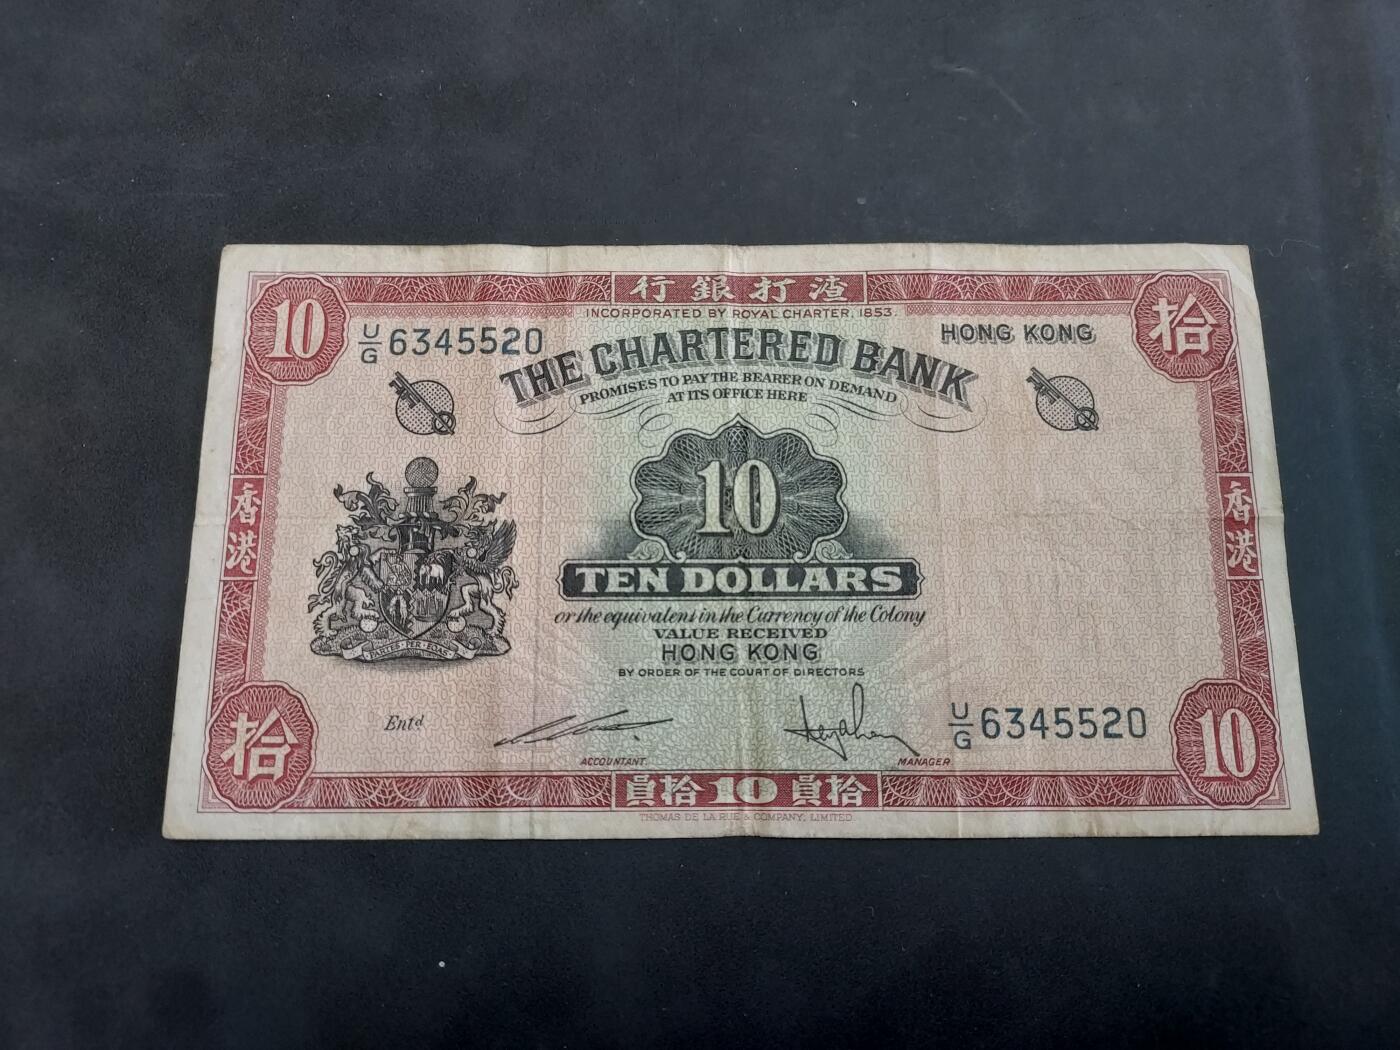 行銀打渣
INCORPORATED BY ROYAL CHARTER, 1853.
10
U/G 6345520
HONG KONG
拾
THE CHARTERED BANK
PROMISES TO PAY THE BEARER ON DEMAND
AT ITS OFFICE HERE
10
香港
香港
TEN DOLLARS
or the equivalent in the Currency of the Colony
VALUE RECEIVED
HONG KONG
BY ORDER OF THE COURT OF DIRECTORS
Entd
U/G 6345520
拾
10
ACCOUNTANT.
MANAGER
員拾 10 員拾
THOMAS DE LA RUE & COMPANY, LIMITED.